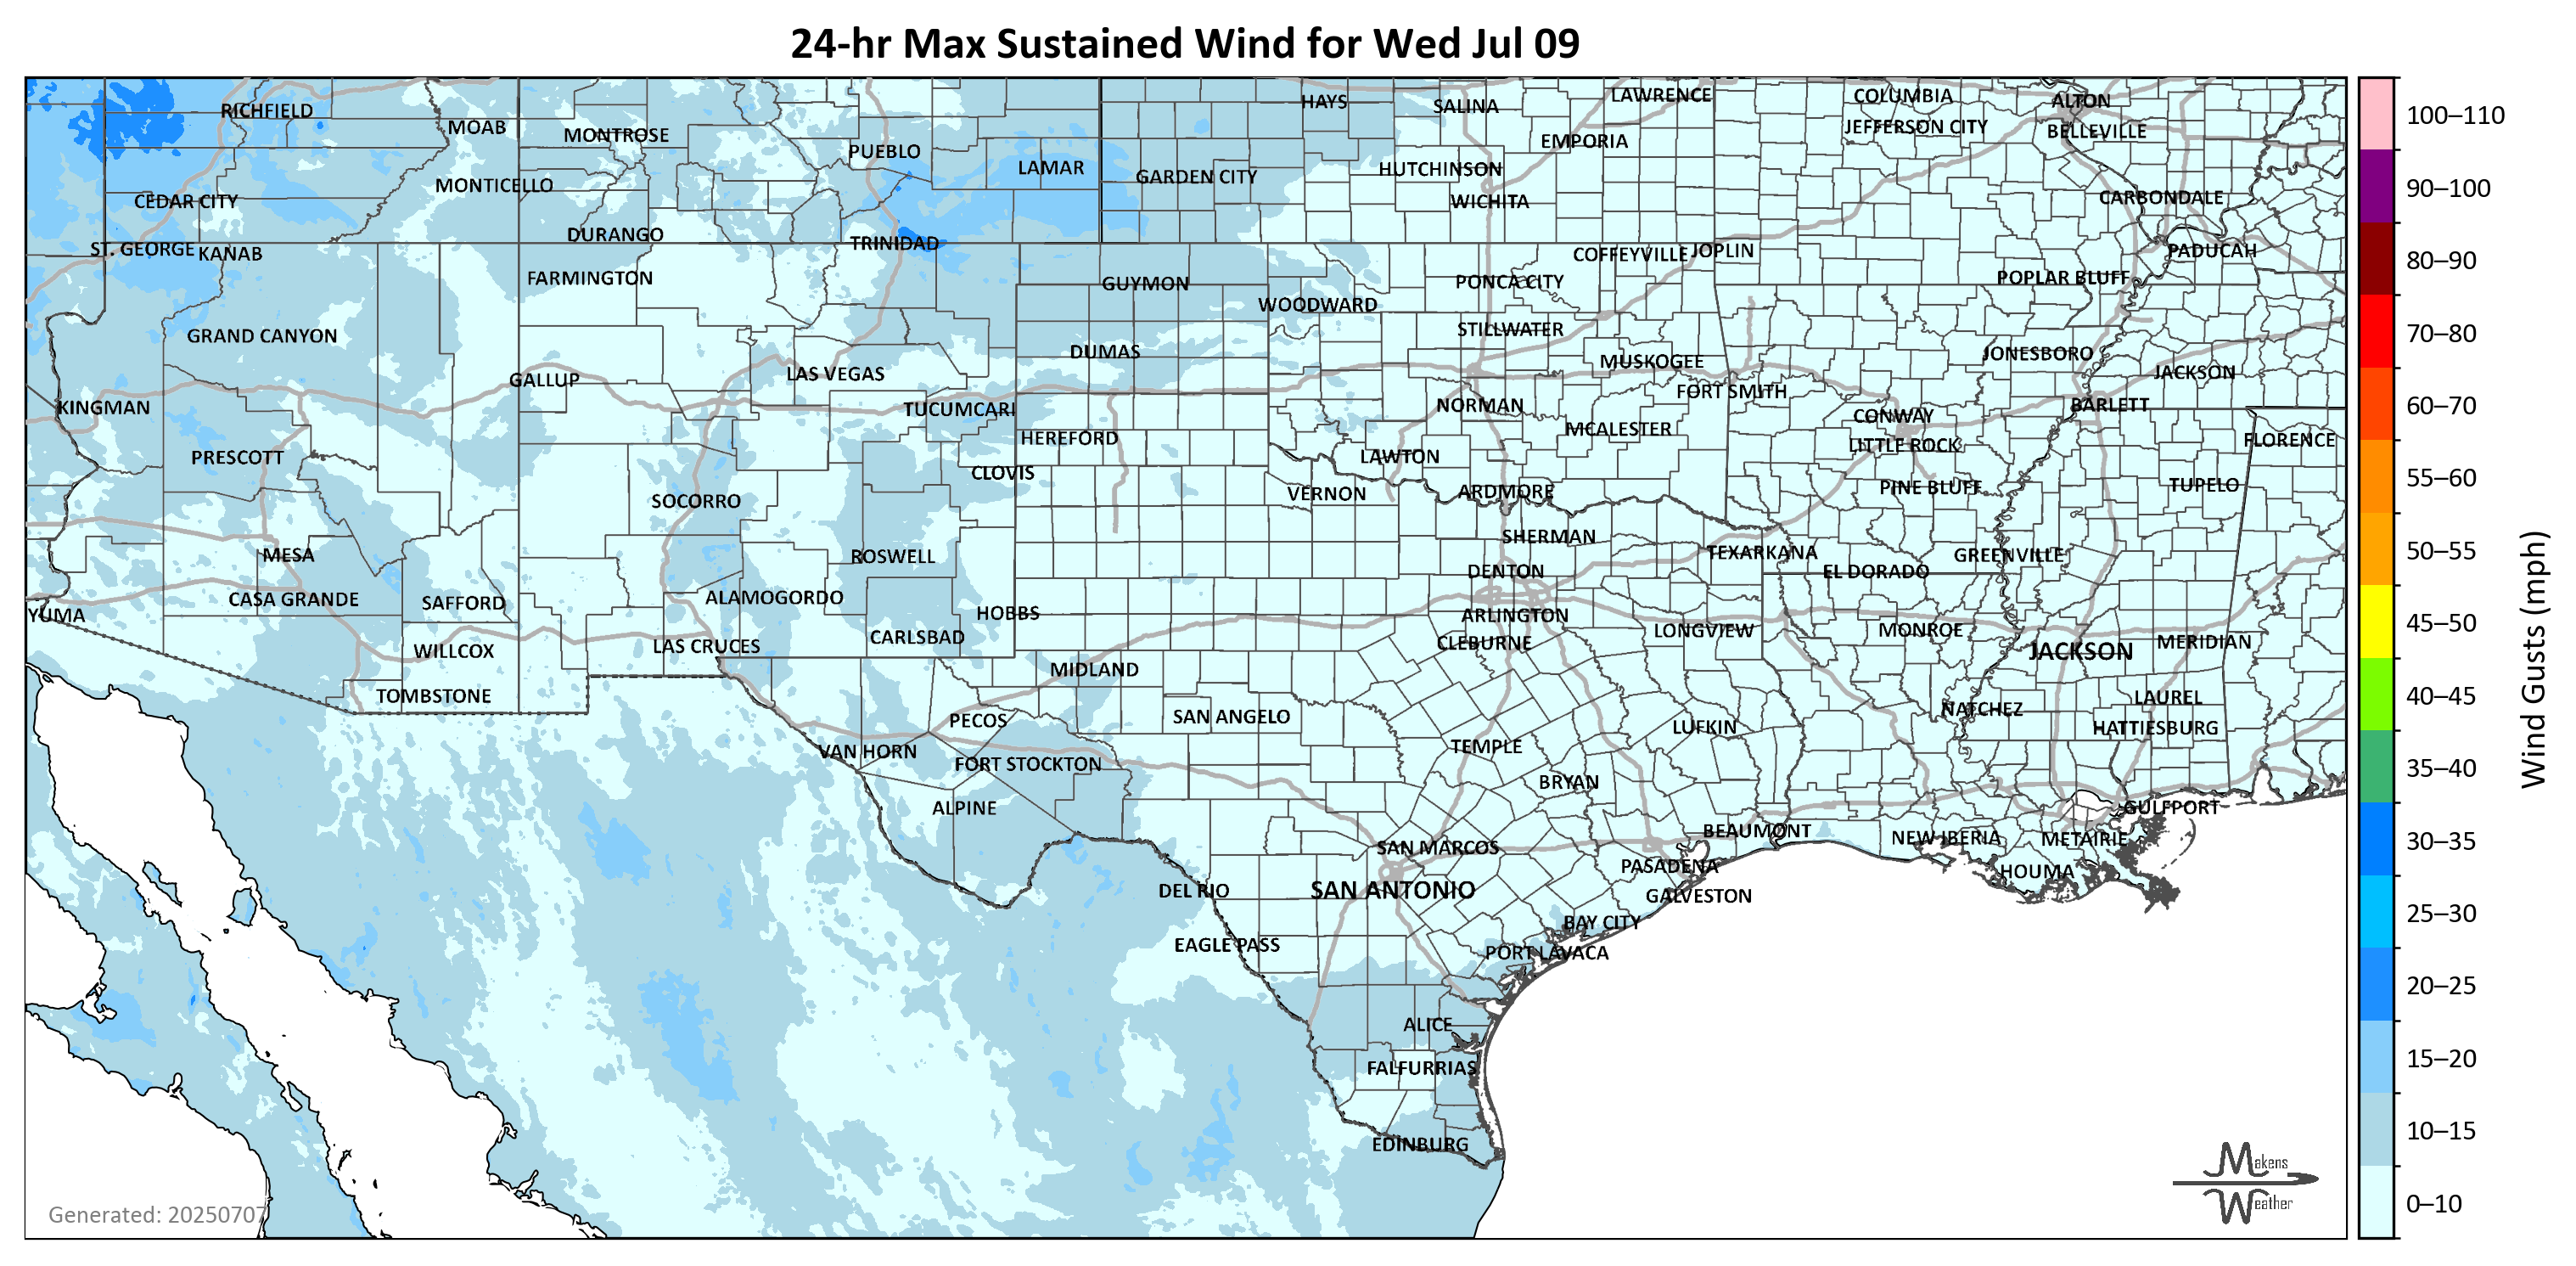 24-hr Max Sustained Wind for Wed Jul 09
RICHFIELD
MOAB
MONTROSE
PUEBLO
LAMAR
HAYS
SALINA
LAWRENCE
COLUMBIA
ALTON
EMPORIA
JEFFERSON CITY
BELLEVILLE
CEDAR CITY
MONTICELLO
GARDEN CITY
HUTCHINSON
WICHITA
CARBONDALE
ST. GEORGE
KANAB
DURANGO
TRINIDAD
COFFEYVILLE
JOPLIN
PADUCAH
FARMINGTON
GUYMON
WOODWARD
PONCA CITY
POPLAR BLUFF
GRAND CANYON
DUMAS
STILLWATER
MUSKOGEE
JONESBORO
KINGMAN
GALLUP
LAS VEGAS
TUCUMCARI
NORMAN
FORT SMITH
CONWAY
JACKSON
BARLETT
PRESCOTT
HEREFORD
CLOVIS
LAWTON
MCALESTER
LITTLE ROCK
FLORENCE
SOCORRO
VERNON
ARDMORE
PINE BLUFF
TUPELO
MESA
ROSWELL
SHERMAN
TEXARKANA
GREENVILLE
YUMA
CASA GRANDE
SAFFORD
ALAMOGORDO
HOBBS
DENTON
ARLINGTON
EL DORADO
WILLCOX
LAS CRUCES
CARLSBAD
CLEBURNE
LONGVIEW
MONROE
JACKSON
MERIDIAN
TOMBSTONE
MIDLAND
PECOS
SAN ANGELO
LUFKIN
NATCHEZ
LAUREL
HATTIESBURG
VAN HORN
FORT STOCKTON
TEMPLE
BRYAN
ALPINE
SAN MARCOS
BEAUMONT
NEW IBERIA
METAIRIE
GULFPORT
DEL RIO
SAN ANTONIO
PASADENA
GALVESTON
HOUMA
EAGLE PASS
BAY CITY
PORT LAVACA
ALICE
FALFURRIAS
EDINBURG
Generated: 20250707
Makens
Weather
100–110
90–100
80–90
70–80
60–70
55–60
50–55
45–50
40–45
35–40
30–35
25–30
20–25
15–20
10–15
0–10
Wind Gusts (mph)